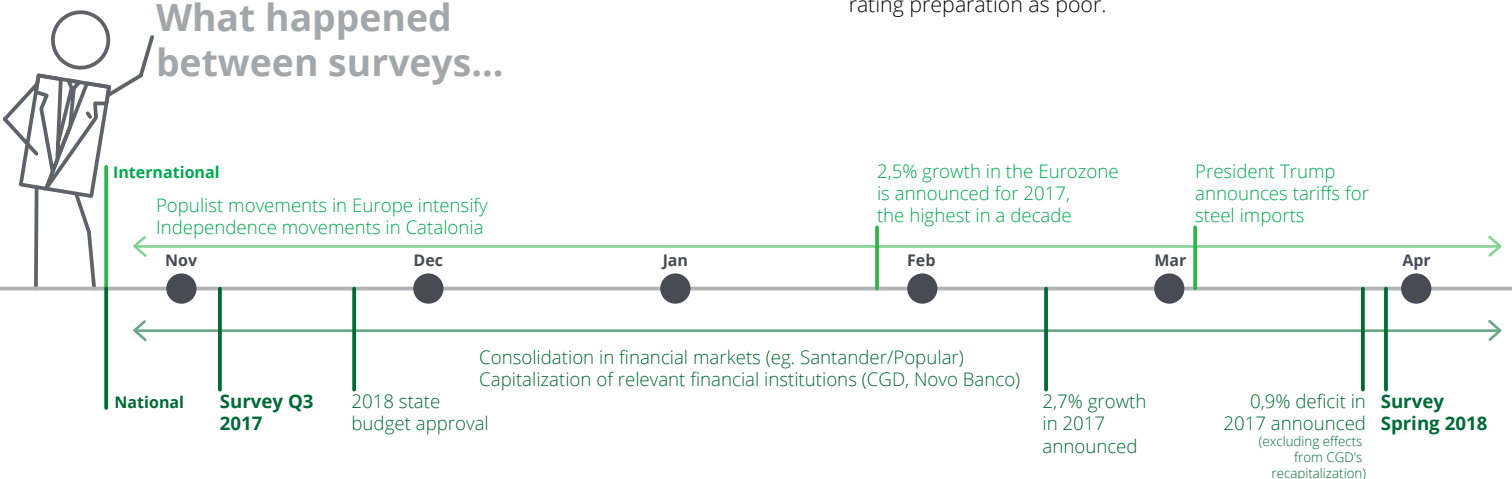 rating preparation as poor.
What happened
between surveys...
International
Populist movements in Europe intensify
Independence movements in Catalonia
2,5% growth in the Eurozone
is announced for 2017,
the highest in a decade
President Trump
announces tariffs for
steel imports
Nov
Dec
Jan
Feb
Mar
Apr
Consolidation in financial markets (eg. Santander/Popular)
Capitalization of relevant financial institutions (CGD, Novo Banco)
National
Survey Q3
2017
2018 state
budget approval
2,7% growth
in 2017
announced
0,9% deficit in
2017 announced
(excluding effects
from CGD's
recapitalization)
Survey
Spring 2018